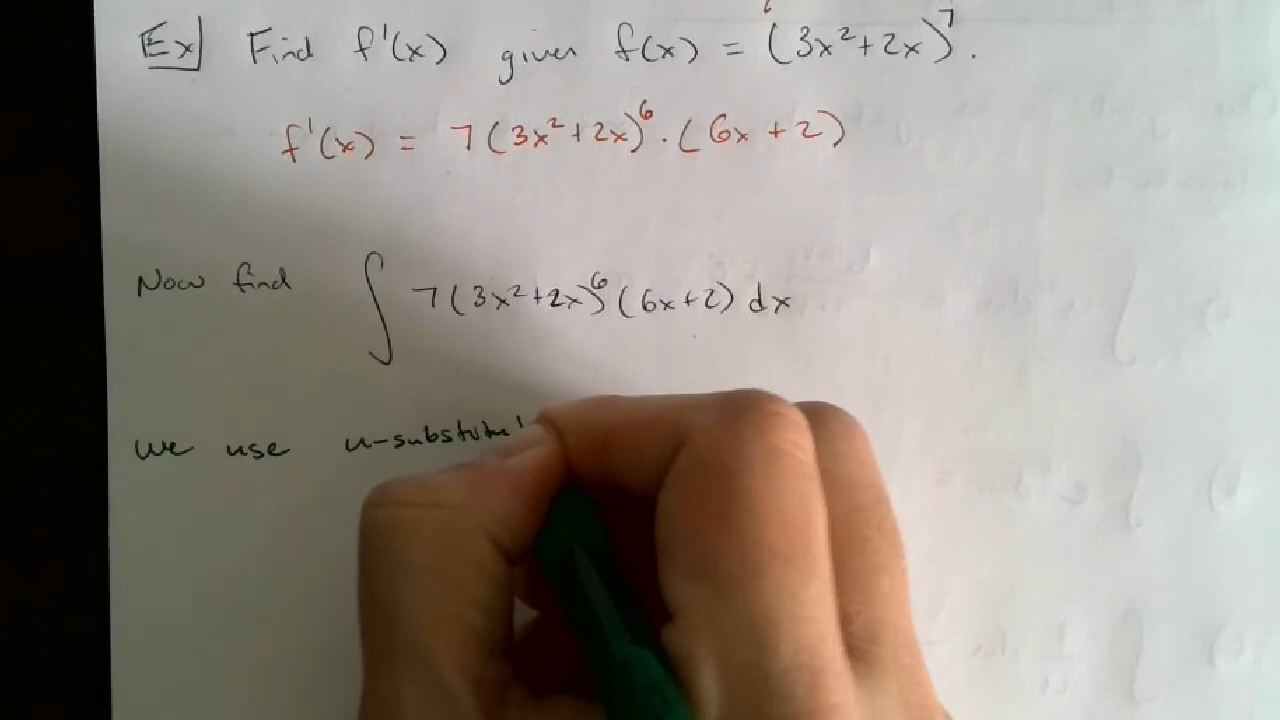 Ex Find f'(x) given f(x) = (3x²+2x)⁷.
f'(x) = 7(3x²+2x)⁶ · (6x+2)
Now find ∫ 7(3x²+2x)⁶(6x+2) dx
We use